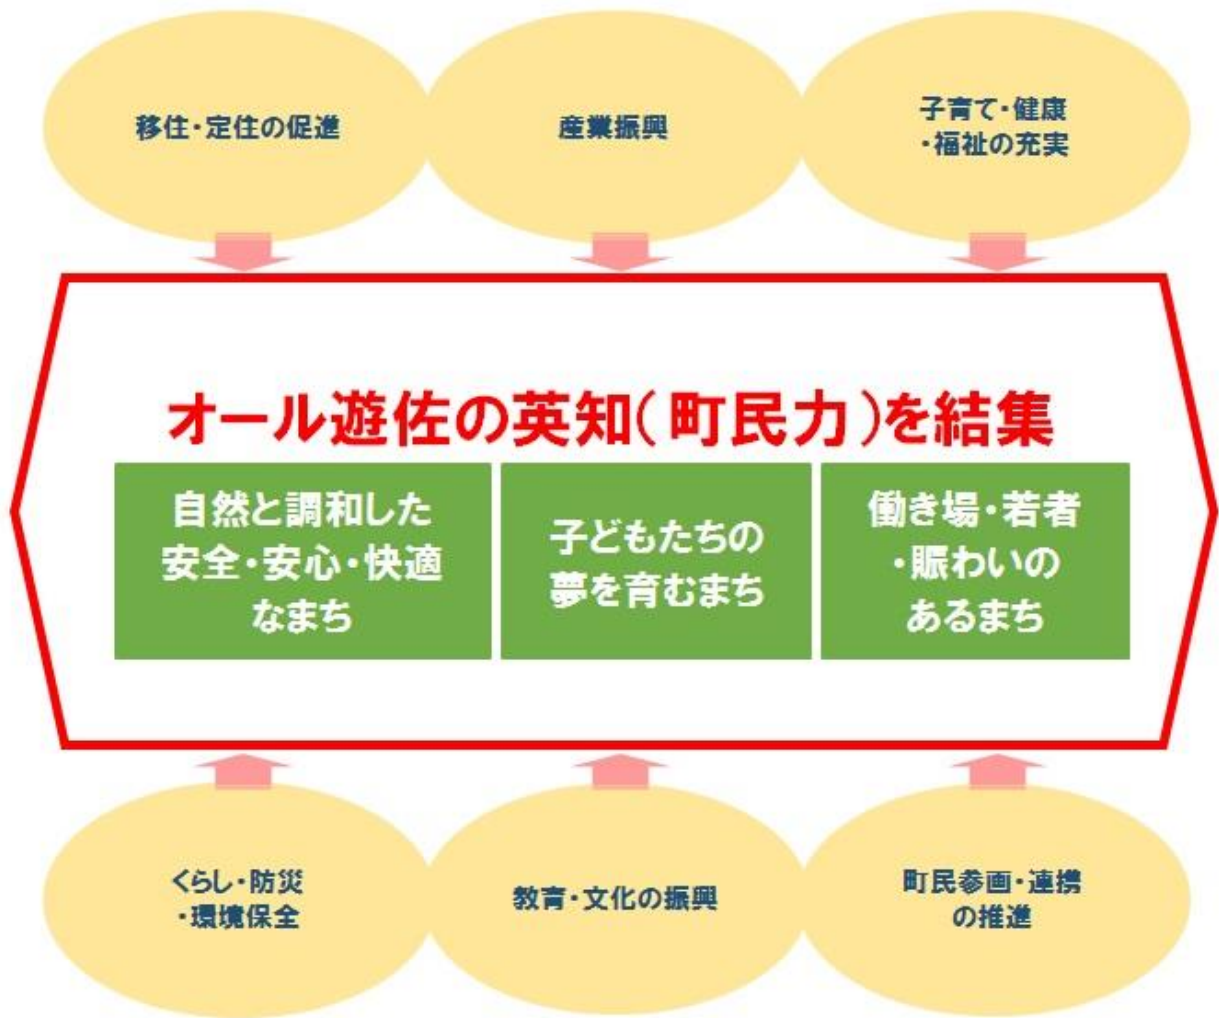 移住・定住の促進
産業振興
子育て・健康
・福祉の充実
オール遊佐の英知(町民力)を結集
自然と調和した
安全・安心・快適
なまち
子どもたちの
夢を育むまち
働き場・若者
・賑わいの
あるまち
くらし・防災
・環境保全
教育・文化の振興
町民参画・連携
の推進